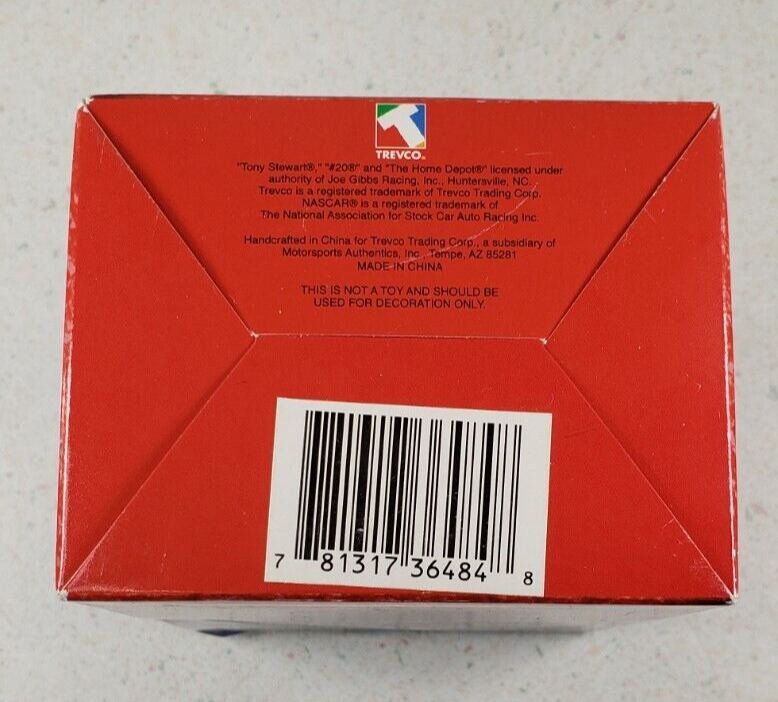 TREVCO™
"Tony Stewart®," "#20®" and "The Home Depot®" licensed under
authority of Joe Gibbs Racing, Inc., Huntersville, NC.
Trevco is a registered trademark of Trevco Trading Corp.
NASCAR® is a registered trademark of
The National Association for Stock Car Auto Racing Inc.
Handcrafted in China for Trevco Trading Corp., a subsidiary of
Motorsports Authentics, Inc., Tempe, AZ 85281
MADE IN CHINA
THIS IS NOT A TOY AND SHOULD BE
USED FOR DECORATION ONLY.
7 81317 36484 8